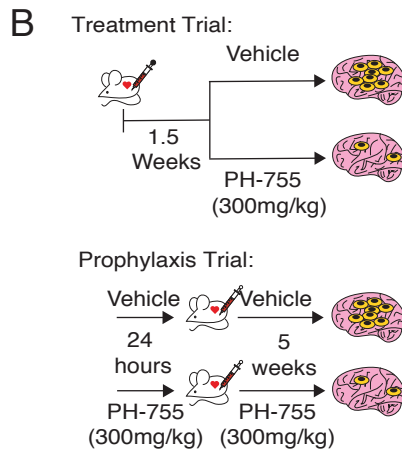 B
Treatment Trial:
Vehicle
1.5
Weeks
PH-755
(300mg/kg)
Prophylaxis Trial:
Vehicle Vehicle
24 5
hours weeks
PH-755 PH-755
(300mg/kg) (300mg/kg)